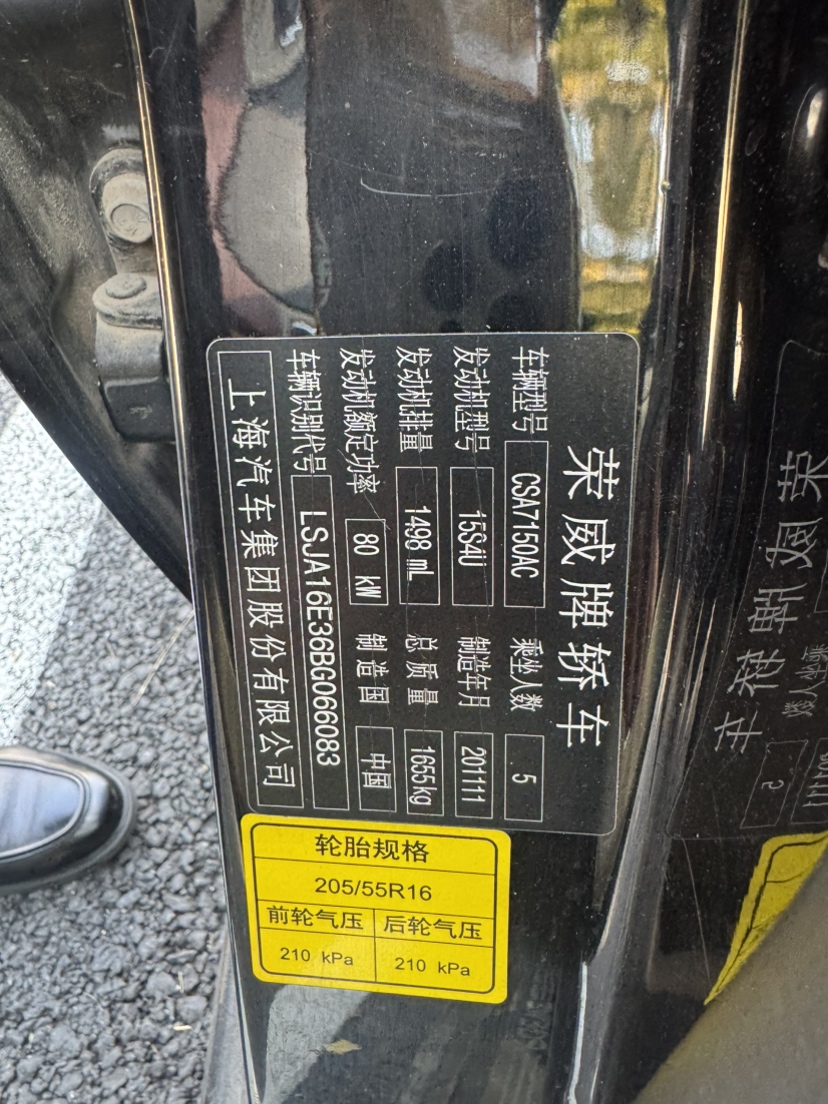 荣威牌轿车
车辆型号 CSA7150AC 乘坐人数 5
发动机型号 15S4U 制造年月 201111
发动机排量 1498 mL 总质量 1655kg
发动机额定功率 80 kW 制造国 中国
车辆识别代号 LSJA16E36BG066083
上海汽车集团股份有限公司
轮胎规格
205/55R16
前轮气压 后轮气压
210 kPa 210 kPa